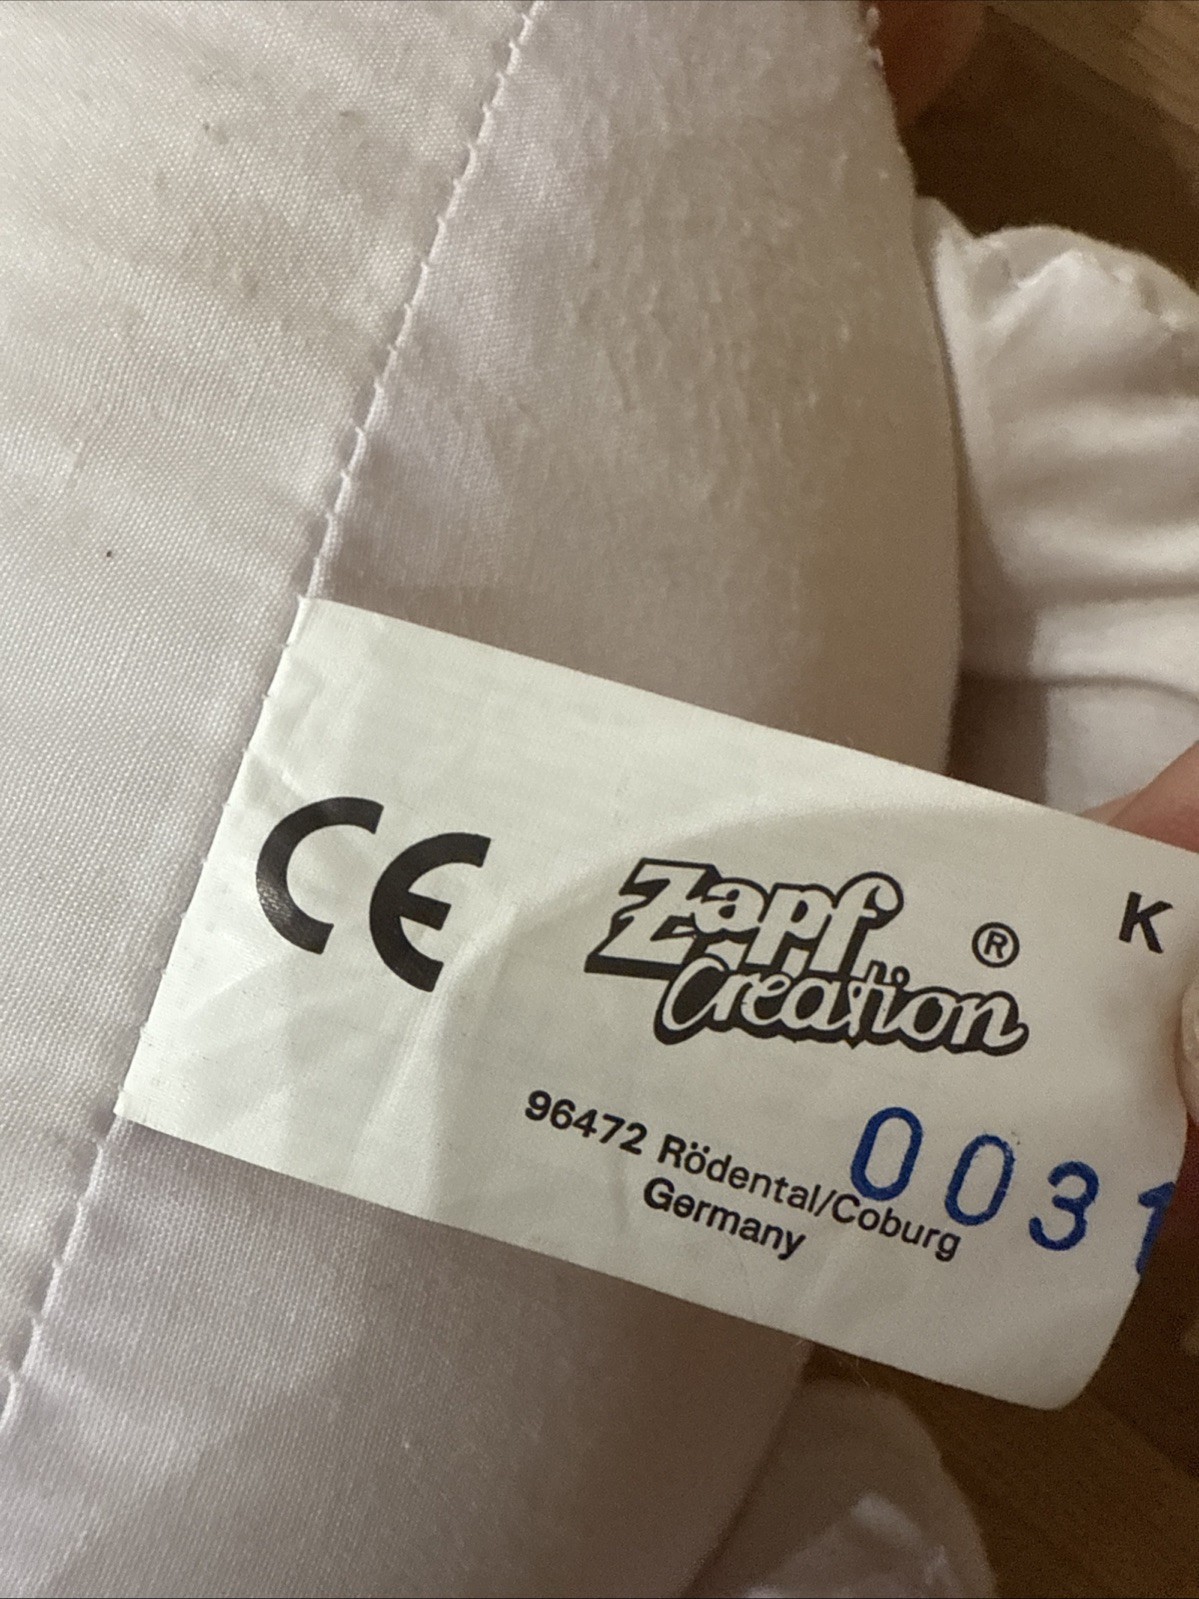 CE
Zapf
Creation
®
K
96472 Rödental/Coburg
Germany
0031